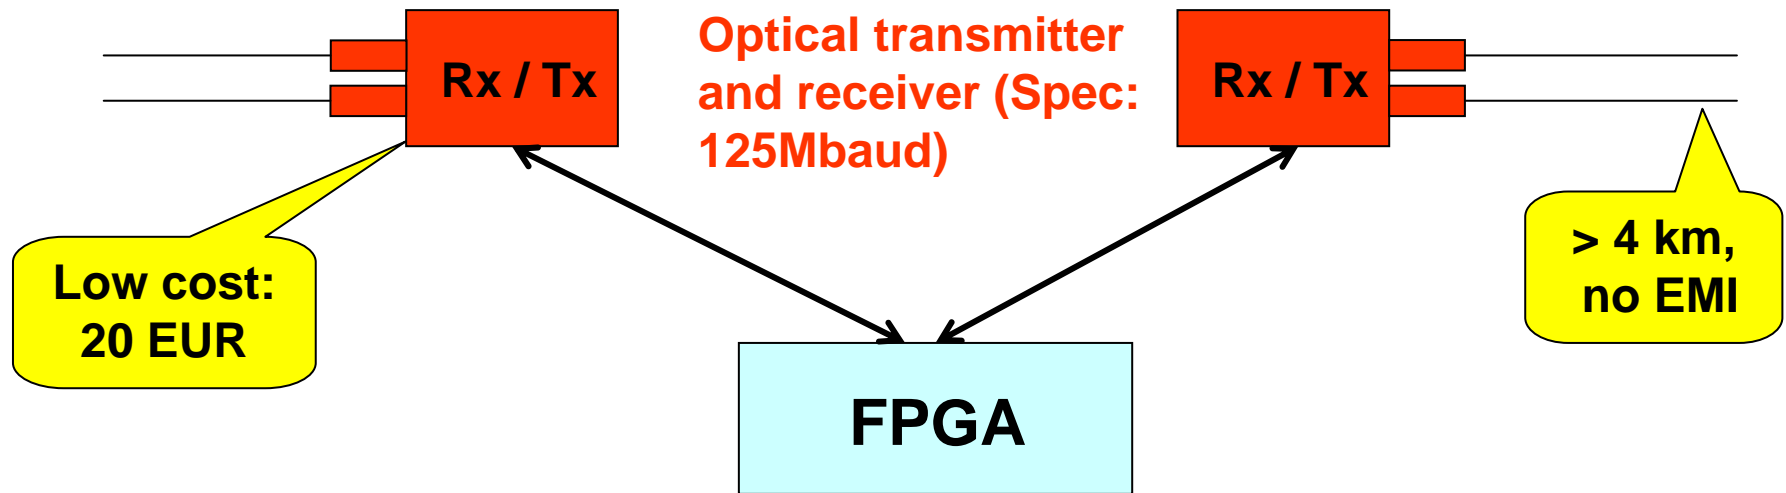 Rx / Tx
Optical transmitter
and receiver (Spec:
125Mbaud)
Rx / Tx
Low cost:
20 EUR
> 4 km,
no EMI
FPGA